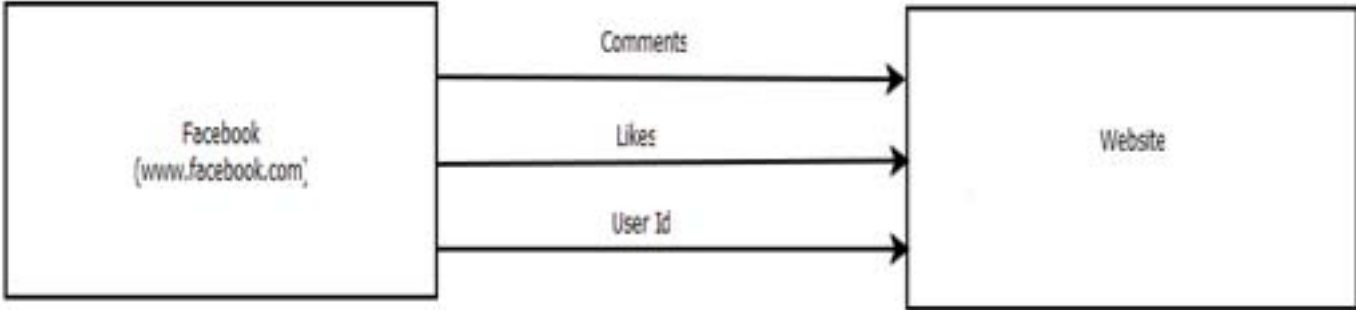 Comments
Facebook
(www.facebook.com)
Likes
Website
User Id